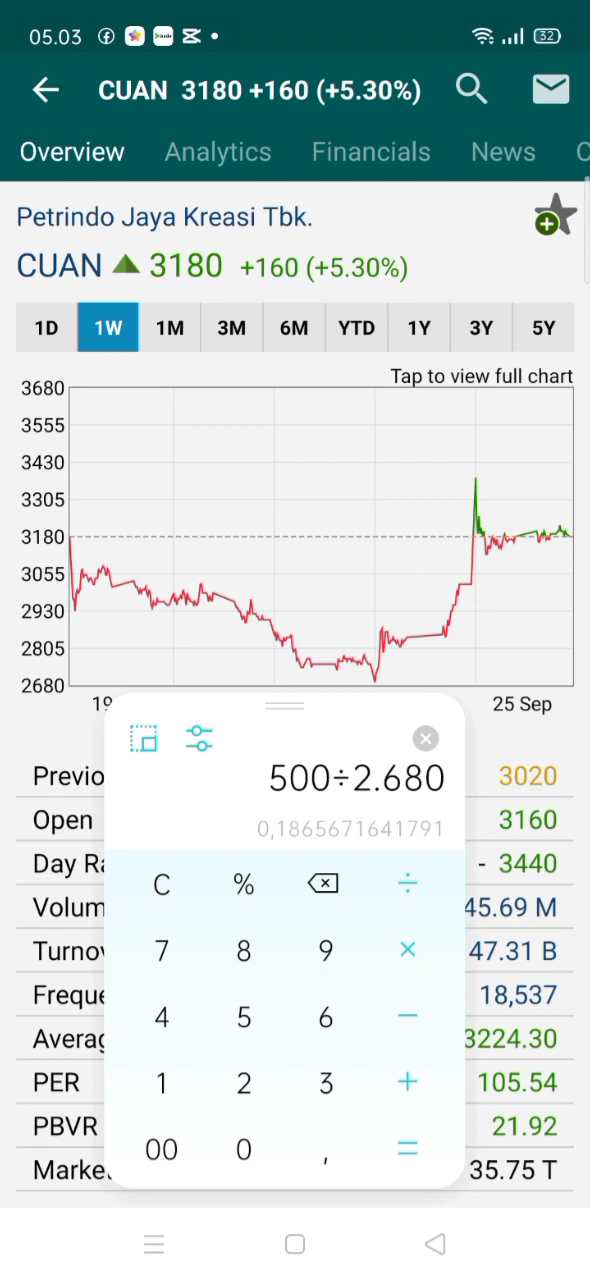 05.03
32
CUAN 3180 +160 (+5.30%)
Overview Analytics Financials News C
Petrindo Jaya Kreasi Tbk.
CUAN 3180 +160 (+5.30%)
1D 1W 1M 3M 6M YTD 1Y 3Y 5Y
Tap to view full chart
3680
3555
3430
3305
3180
3055
2930
2805
2680
19
25 Sep
500÷2.680
0,1865671641791
Previo 3020
Open 3160
Day Ra - 3440
Volum 45.69 M
Turnov 47.31 B
Freque 18,537
Averag 3224.30
PER 105.54
PBVR 21.92
Marke 35.75 T
C % ÷
7 8 9 ×
4 5 6 −
1 2 3 +
00 0 , =